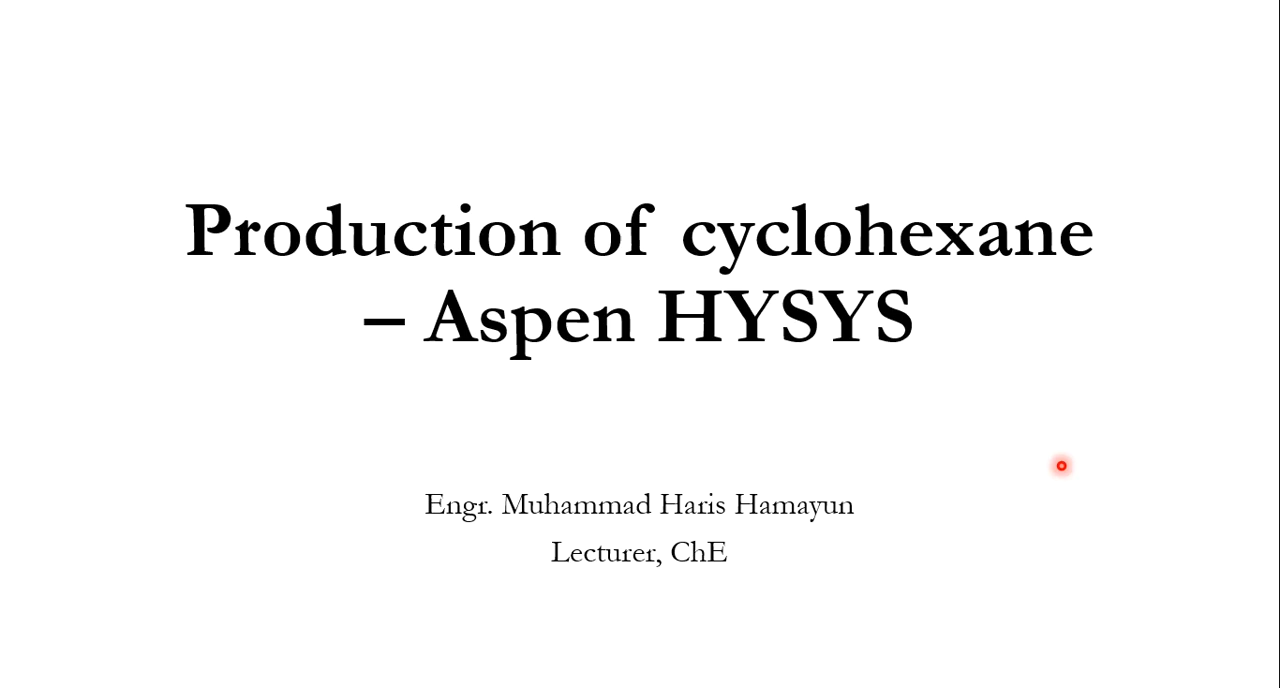 Production of cyclohexane
– Aspen HYSYS
Engr. Muhammad Haris Hamayun
Lecturer, ChE